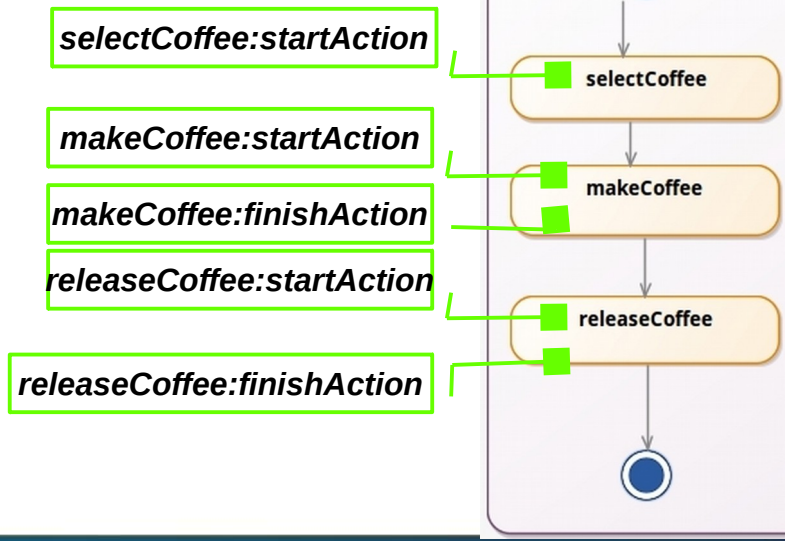 selectCoffee:startAction
selectCoffee
makeCoffee:startAction
makeCoffee
makeCoffee:finishAction
releaseCoffee:startAction
releaseCoffee
releaseCoffee:finishAction